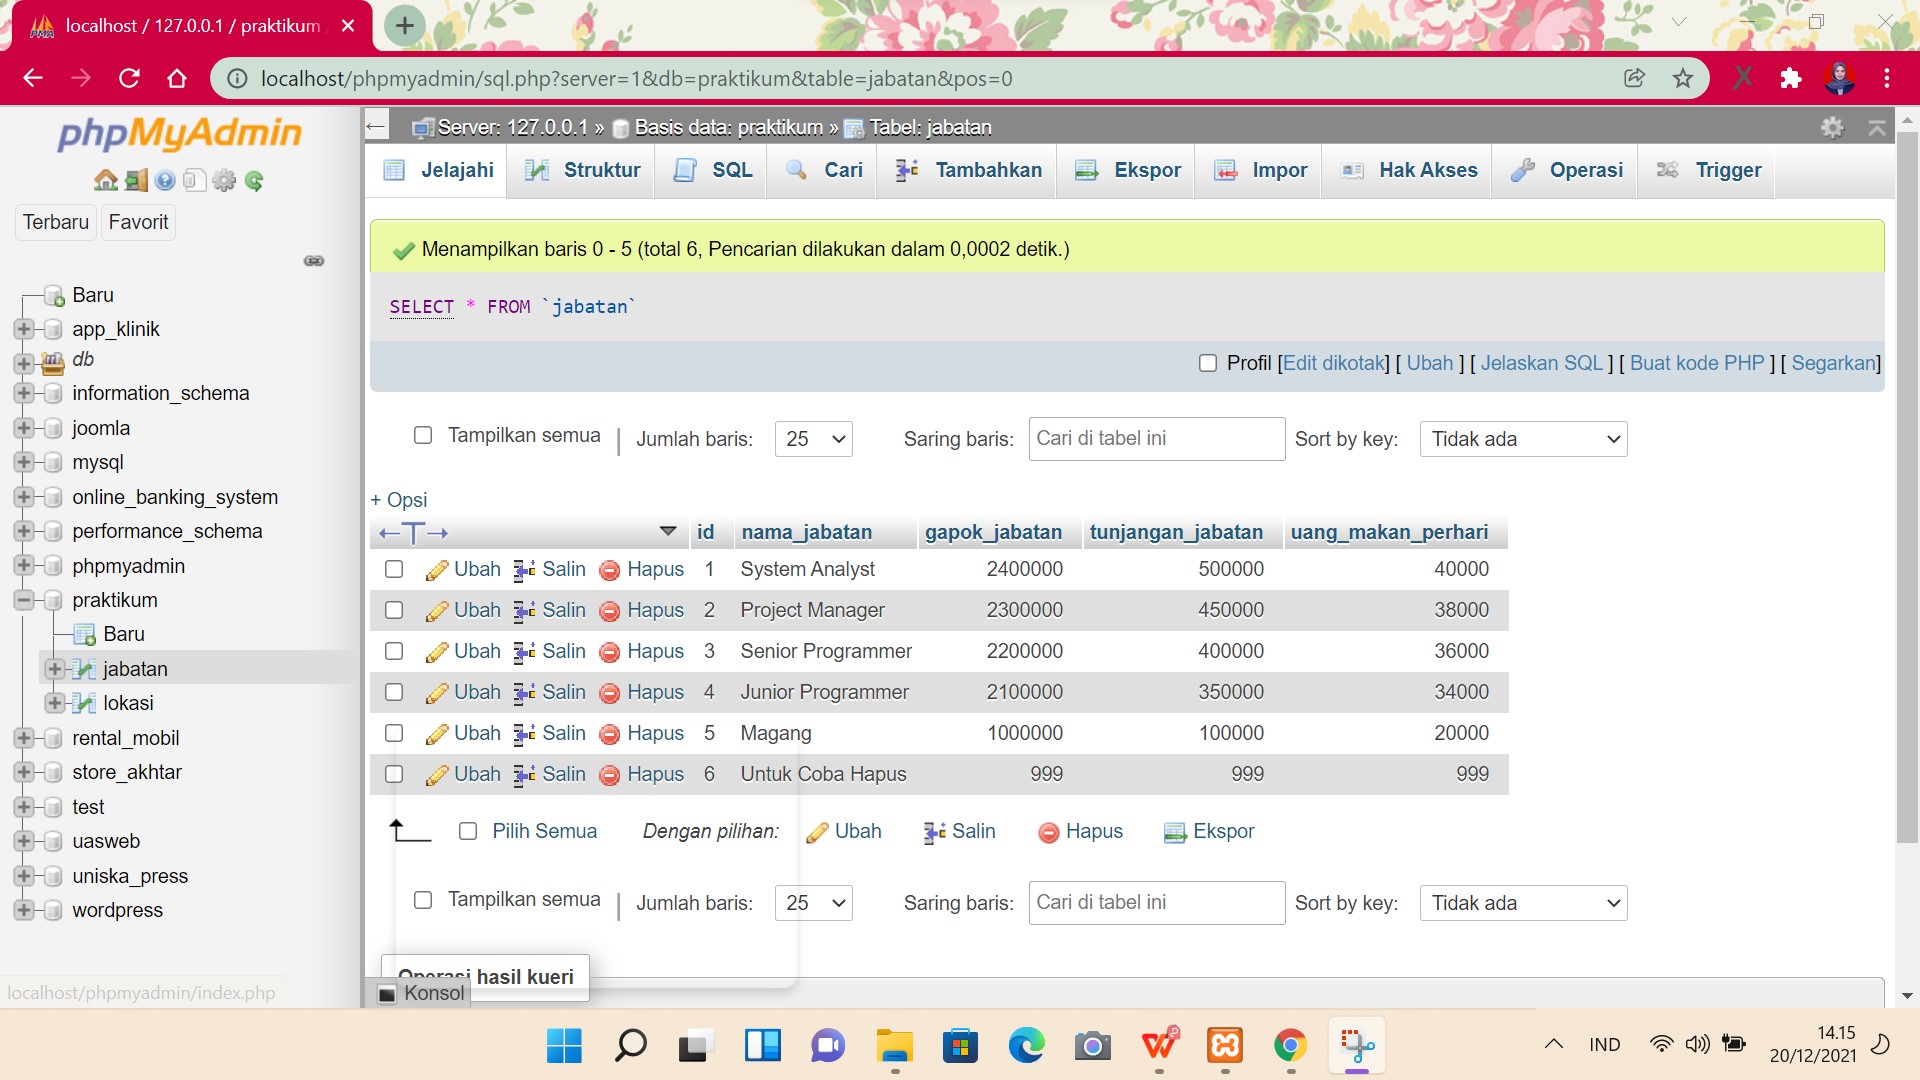 localhost / 127.0.0.1 / praktikum
localhost/phpmyadmin/sql.php?server=1&db=praktikum&table=jabatan&pos=0
phpMyAdmin
Terbaru Favorit
Baru
app_klinik
db
information_schema
joomla
mysql
online_banking_system
performance_schema
phpmyadmin
praktikum
Baru
jabatan
lokasi
rental_mobil
store_akhtar
test
uasweb
uniska_press
wordpress
localhost/phpmyadmin/index.php
Server: 127.0.0.1 » Basis data: praktikum » Tabel: jabatan
Jelajahi Struktur SQL Cari Tambahkan Ekspor Impor Hak Akses Operasi Trigger
Menampilkan baris 0 - 5 (total 6, Pencarian dilakukan dalam 0,0002 detik.)
SELECT * FROM `jabatan`
Profil [Edit dikotak] [ Ubah ] [ Jelaskan SQL ] [ Buat kode PHP ] [ Segarkan]
Tampilkan semua | Jumlah baris: 25 Saring baris: Cari di tabel ini Sort by key: Tidak ada
+ Opsi
←T→ id nama_jabatan gapok_jabatan tunjangan_jabatan uang_makan_perhari
Ubah Salin Hapus 1 System Analyst 2400000 500000 40000
Ubah Salin Hapus 2 Project Manager 2300000 450000 38000
Ubah Salin Hapus 3 Senior Programmer 2200000 400000 36000
Ubah Salin Hapus 4 Junior Programmer 2100000 350000 34000
Ubah Salin Hapus 5 Magang 1000000 100000 20000
Ubah Salin Hapus 6 Untuk Coba Hapus 999 999 999
Pilih Semua Dengan pilihan: Ubah Salin Hapus Ekspor
Tampilkan semua | Jumlah baris: 25 Saring baris: Cari di tabel ini Sort by key: Tidak ada
Operasi hasil kueri
Konsol
IND
14.15
20/12/2021